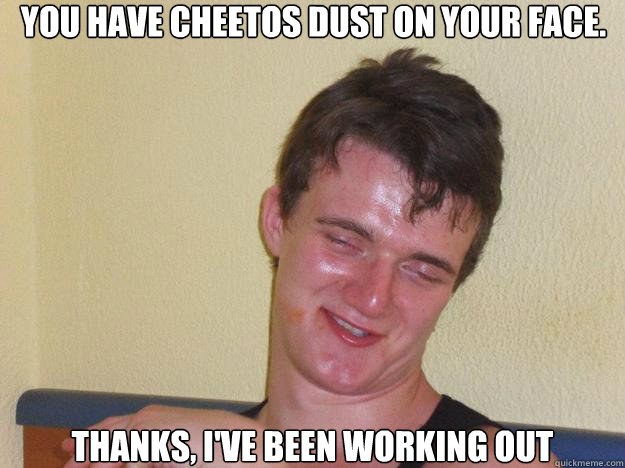 YOU HAVE CHEETOS DUST ON YOUR FACE.
THANKS, I'VE BEEN WORKING OUT
quickmeme.com